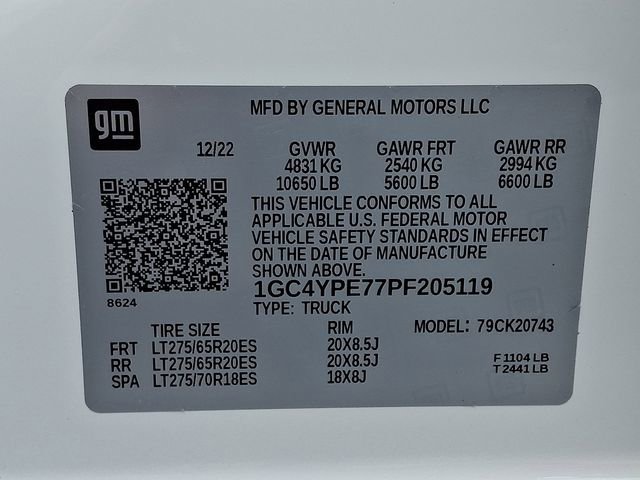 gm
MFD BY GENERAL MOTORS LLC
12/22 GVWR GAWR FRT GAWR RR
4831 KG 2540 KG 2994 KG
10650 LB 5600 LB 6600 LB
THIS VEHICLE CONFORMS TO ALL
APPLICABLE U.S. FEDERAL MOTOR
VEHICLE SAFETY STANDARDS IN EFFECT
ON THE DATE OF MANUFACTURE
SHOWN ABOVE.
1GC4YPE77PF205119
8624
TYPE: TRUCK
TIRE SIZE RIM MODEL: 79CK20743
FRT LT275/65R20ES 20X8.5J
RR LT275/65R20ES 20X8.5J F 1104 LB
SPA LT275/70R18ES 18X8J T 2441 LB